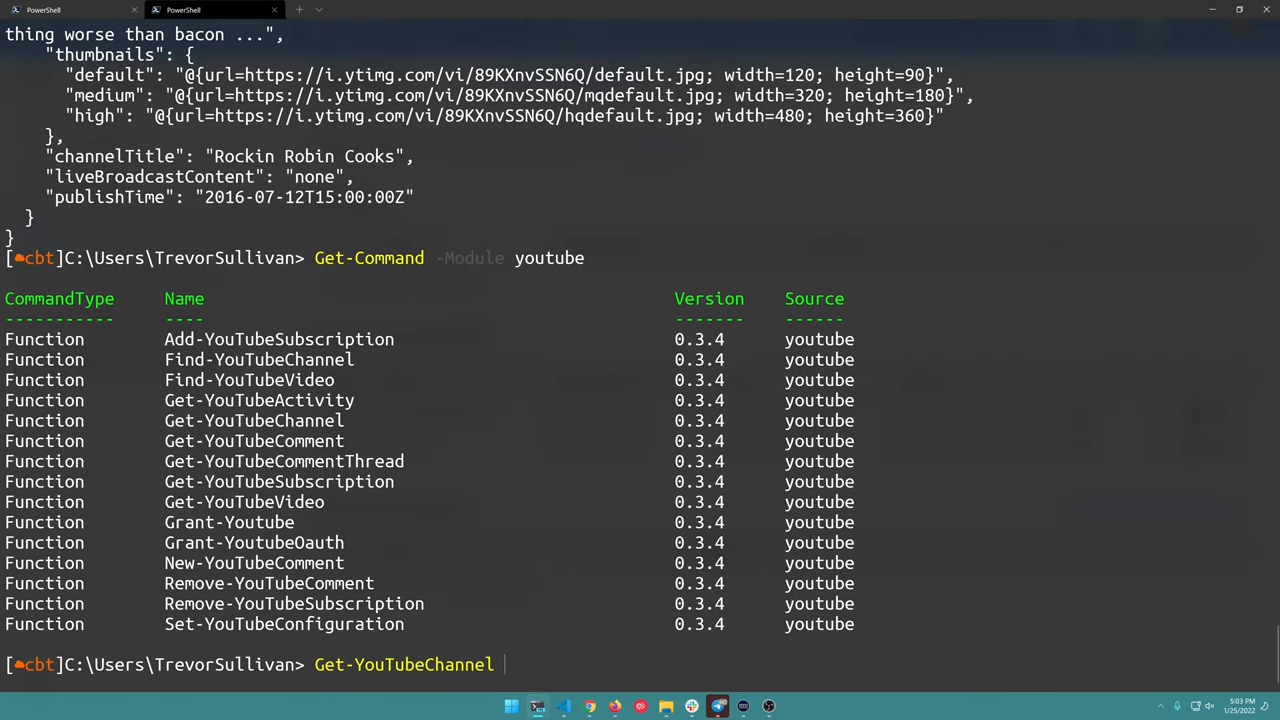 PowerShell
PowerShell
thing worse than bacon ...",
"thumbnails": {
"default": "@{url=https://i.ytimg.com/vi/89KXnvSSN6Q/default.jpg; width=120; height=90}",
"medium": "@{url=https://i.ytimg.com/vi/89KXnvSSN6Q/mqdefault.jpg; width=320; height=180}",
"high": "@{url=https://i.ytimg.com/vi/89KXnvSSN6Q/hqdefault.jpg; width=480; height=360}"
},
"channelTitle": "Rockin Robin Cooks",
"liveBroadcastContent": "none",
"publishTime": "2016-07-12T15:00:00Z"
}
}
[☁cbt]C:\Users\TrevorSullivan> Get-Command -Module youtube
CommandType Name Version Source
----------- ---- ------- ------
Function Add-YouTubeSubscription 0.3.4 youtube
Function Find-YouTubeChannel 0.3.4 youtube
Function Find-YouTubeVideo 0.3.4 youtube
Function Get-YouTubeActivity 0.3.4 youtube
Function Get-YouTubeChannel 0.3.4 youtube
Function Get-YouTubeComment 0.3.4 youtube
Function Get-YouTubeCommentThread 0.3.4 youtube
Function Get-YouTubeSubscription 0.3.4 youtube
Function Get-YouTubeVideo 0.3.4 youtube
Function Grant-Youtube 0.3.4 youtube
Function Grant-YoutubeOauth 0.3.4 youtube
Function New-YouTubeComment 0.3.4 youtube
Function Remove-YouTubeComment 0.3.4 youtube
Function Remove-YouTubeSubscription 0.3.4 youtube
Function Set-YouTubeConfiguration 0.3.4 youtube
[☁cbt]C:\Users\TrevorSullivan> Get-YouTubeChannel
5:03 PM
1/25/2022